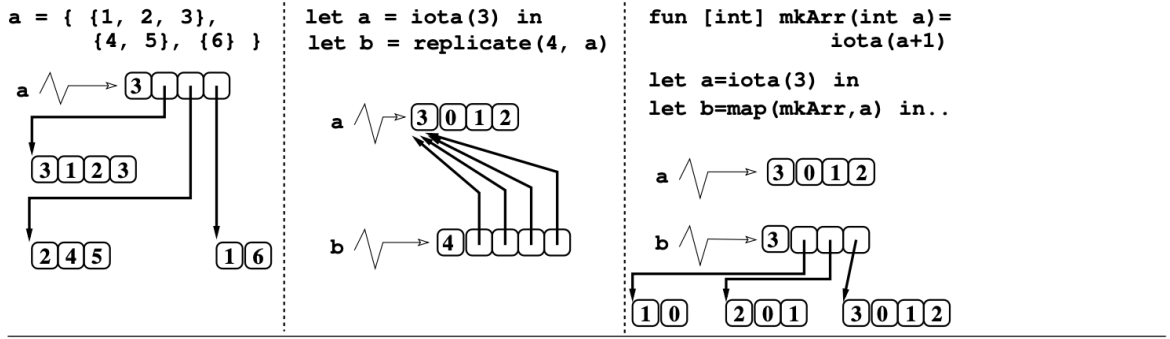 a = { {1, 2, 3},
{4, 5}, {6} }
a 3
3 1 2 3
2 4 5 1 6
let a = iota(3) in
let b = replicate(4, a)
a 3 0 1 2
b 4
fun [int] mkArr(int a)=
iota(a+1)
let a=iota(3) in
let b=map(mkArr,a) in..
a 3 0 1 2
b 3
1 0 2 0 1 3 0 1 2